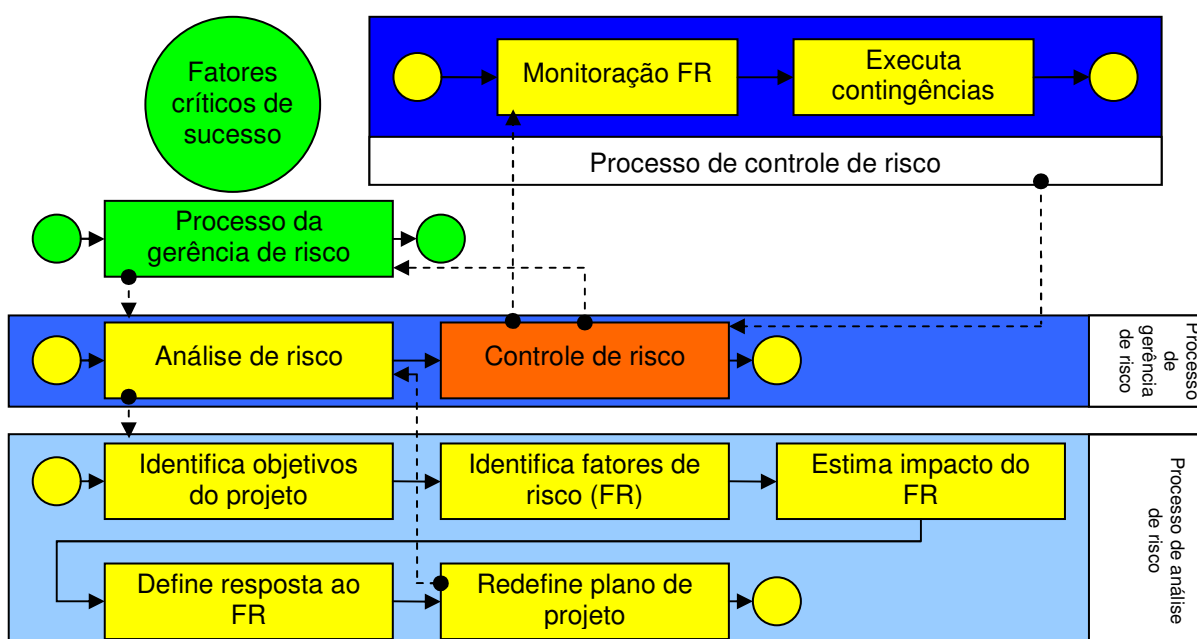 Fatores
críticos de
sucesso
Monitoração FR
Executa
contingências
Processo de controle de risco
Processo da
gerência de risco
Análise de risco
Controle de risco
Processo
de
gerência
de risco
Identifica objetivos
do projeto
Identifica fatores de
risco (FR)
Estima impacto do
FR
Define resposta ao
FR
Redefine plano de
projeto
Processo de análise
de risco